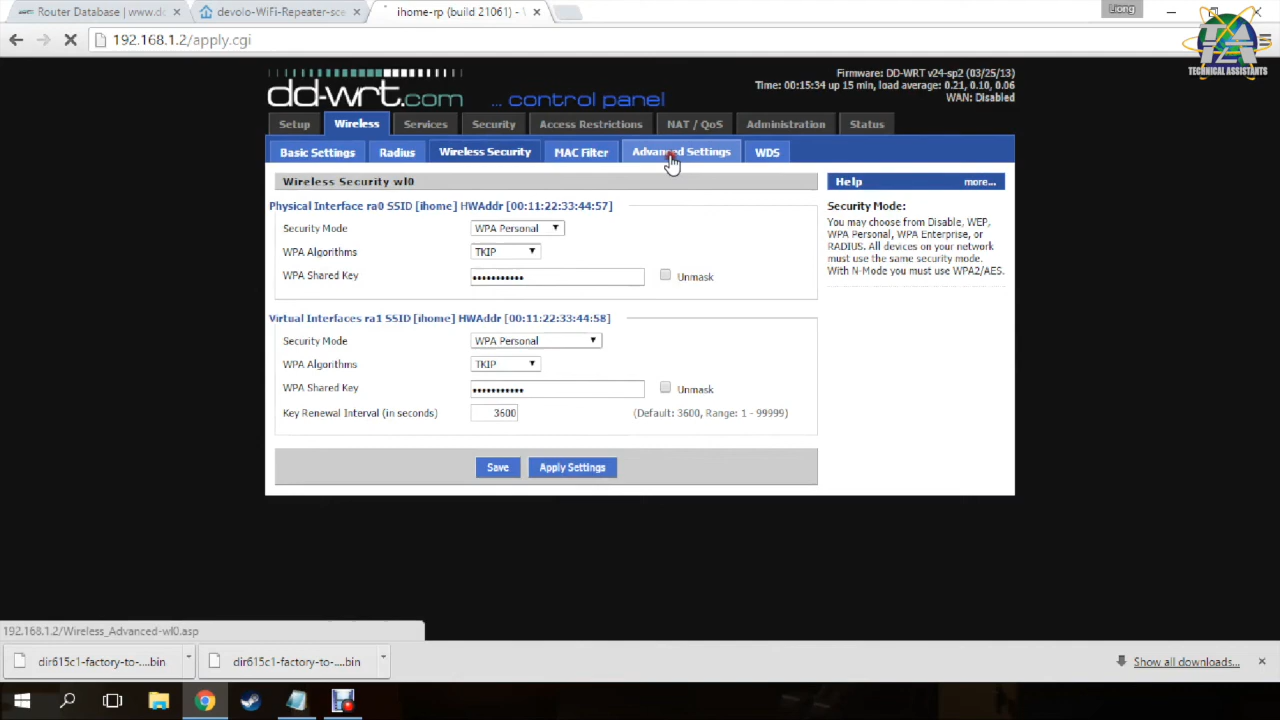 Router Database | www.dd
devolo-WiFi-Repeater-sce
ihome-rp (build 21061) -
Liong
192.168.1.2/apply.cgi
TAA
TECHNICAL ASSISTANTS
dd-wrt.com ... control panel
Firmware: DD-WRT v24-sp2 (03/25/13)
Time: 00:15:34 up 15 min, load average: 0.21, 0.10, 0.06
WAN: Disabled
Setup Wireless Services Security Access Restrictions NAT / QoS Administration Status
Basic Settings Radius Wireless Security MAC Filter Advanced Settings WDS
Wireless Security wl0
Physical Interface ra0 SSID [ihome] HWAddr [00:11:22:33:44:57]
Security Mode WPA Personal
WPA Algorithms TKIP
WPA Shared Key ••••••••••• Unmask
Virtual Interfaces ra1 SSID [ihome] HWAddr [00:11:22:33:44:58]
Security Mode WPA Personal
WPA Algorithms TKIP
WPA Shared Key ••••••••••• Unmask
Key Renewal Interval (in seconds) 3600 (Default: 3600, Range: 1 - 99999)
Save Apply Settings
Help more...
Security Mode:
You may choose from Disable, WEP,
WPA Personal, WPA Enterprise, or
RADIUS. All devices on your network
must use the same security mode.
With N-Mode you must use WPA2/AES.
192.168.1.2/Wireless_Advanced-wl0.asp
dir615c1-factory-to-....bin
dir615c1-factory-to-....bin
Show all downloads...